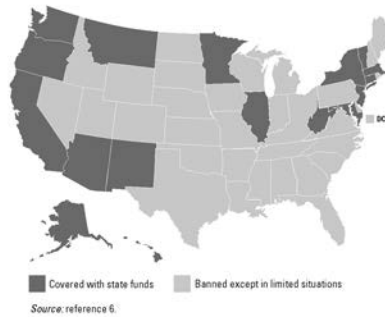 DC
Covered with state funds
Banned except in limited situations
Source: reference 6.